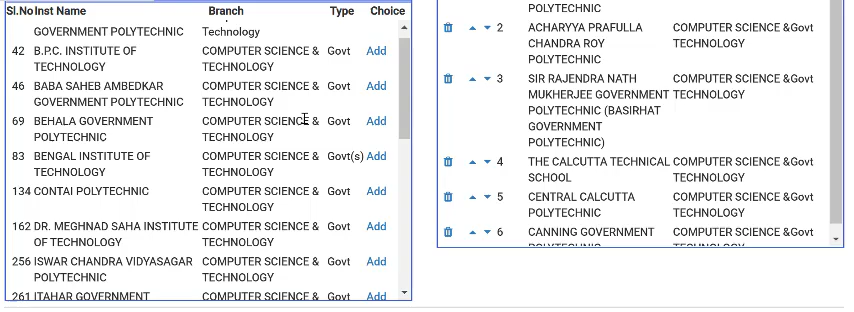 Sl.No Inst Name Branch Type Choice
GOVERNMENT POLYTECHNIC Technology
42 B.P.C. INSTITUTE OF COMPUTER SCIENCE & Govt Add
TECHNOLOGY TECHNOLOGY
46 BABA SAHEB AMBEDKAR COMPUTER SCIENCE & Govt Add
GOVERNMENT POLYTECHNIC TECHNOLOGY
69 BEHALA GOVERNMENT COMPUTER SCIENCE & Govt Add
POLYTECHNIC TECHNOLOGY
83 BENGAL INSTITUTE OF COMPUTER SCIENCE & Govt(s) Add
TECHNOLOGY TECHNOLOGY
134 CONTAI POLYTECHNIC COMPUTER SCIENCE & Govt Add
TECHNOLOGY
162 DR. MEGHNAD SAHA INSTITUTE COMPUTER SCIENCE & Govt Add
OF TECHNOLOGY TECHNOLOGY
256 ISWAR CHANDRA VIDYASAGAR COMPUTER SCIENCE & Govt Add
POLYTECHNIC TECHNOLOGY
261 ITAHAR GOVERNMENT COMPUTER SCIENCE & Govt Add
POLYTECHNIC TECHNOLOGY
2 ACHARYYA PRAFULLA COMPUTER SCIENCE & Govt
CHANDRA ROY TECHNOLOGY
POLYTECHNIC
3 SIR RAJENDRA NATH COMPUTER SCIENCE & Govt
MUKHERJEE GOVERNMENT TECHNOLOGY
POLYTECHNIC (BASIRHAT
GOVERNMENT
POLYTECHNIC)
4 THE CALCUTTA TECHNICAL COMPUTER SCIENCE & Govt
SCHOOL TECHNOLOGY
5 CENTRAL CALCUTTA COMPUTER SCIENCE & Govt
POLYTECHNIC TECHNOLOGY
6 CANNING GOVERNMENT COMPUTER SCIENCE & Govt
POLYTECHNIC TECHNOLOGY